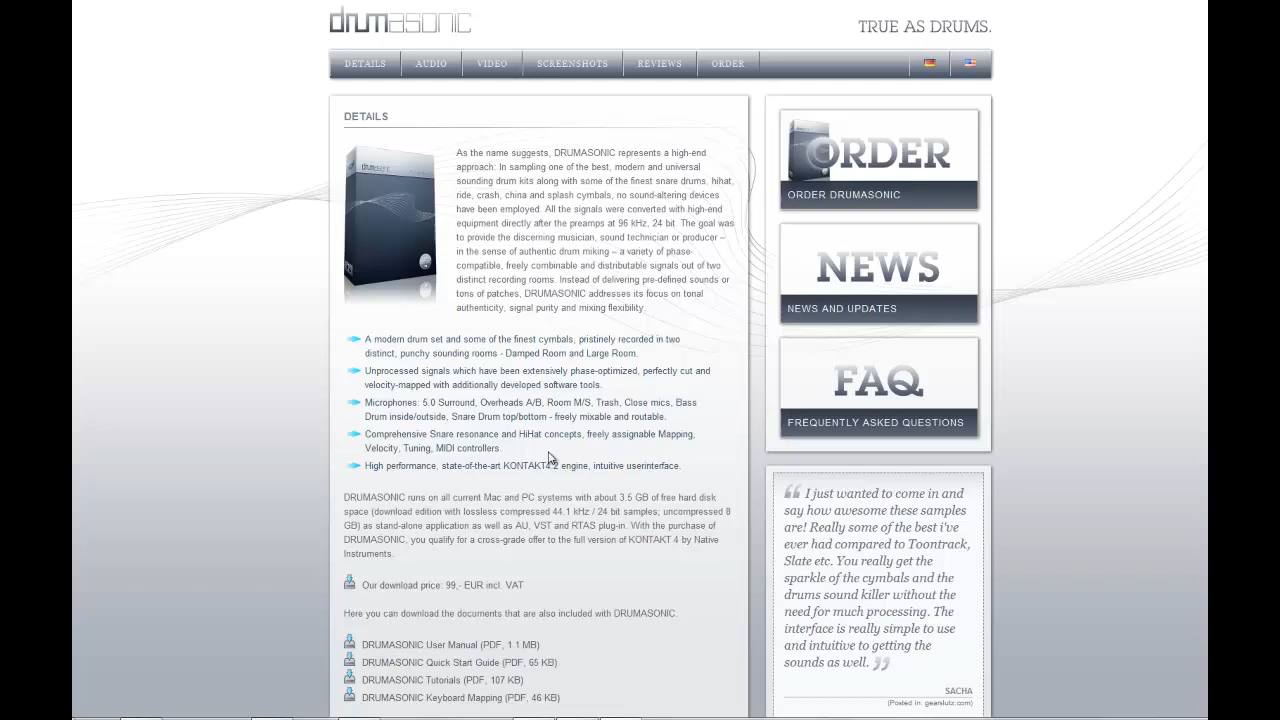 drumasonic
TRUE AS DRUMS.
DETAILS
AUDIO
VIDEO
SCREENSHOTS
REVIEWS
ORDER
DETAILS
As the name suggests, DRUMASONIC represents a high-end
approach: In sampling one of the best, modern and universal
sounding drum kits along with some of the finest snare drums, hihat,
ride, crash, china and splash cymbals, no sound-altering devices
have been employed. All the signals were converted with high-end
equipment directly after the preamps at 96 kHz, 24 bit. The goal was
to provide the discerning musician, sound technician or producer –
in the sense of authentic drum miking – a variety of phase-
compatible, freely combinable and distributable signals out of two
distinct recording rooms. Instead of delivering pre-defined sounds or
tons of patches, DRUMASONIC addresses its focus on tonal
authenticity, signal purity and mixing flexibility.
A modern drum set and some of the finest cymbals, pristinely recorded in two
distinct, punchy sounding rooms - Damped Room and Large Room.
Unprocessed signals which have been extensively phase-optimized, perfectly cut and
velocity-mapped with additionally developed software tools.
Microphones: 5.0 Surround, Overheads A/B, Room M/S, Trash, Close mics, Bass
Drum inside/outside, Snare Drum top/bottom - freely mixable and routable.
Comprehensive Snare resonance and HiHat concepts, freely assignable Mapping,
Velocity, Tuning, MIDI controllers.
High performance, state-of-the-art KONTAKT4.2 engine, intuitive userinterface.
DRUMASONIC runs on all current Mac and PC systems with about 3.5 GB of free hard disk
space (download edition with lossless compressed 44.1 kHz / 24 bit samples; uncompressed 8
GB) as stand-alone application as well as AU, VST and RTAS plug-in. With the purchase of
DRUMASONIC, you qualify for a cross-grade offer to the full version of KONTAKT 4 by Native
Instruments.
Our download price: 99,- EUR incl. VAT
Here you can download the documents that are also included with DRUMASONIC.
DRUMASONIC User Manual (PDF, 1.1 MB)
DRUMASONIC Quick Start Guide (PDF, 65 KB)
DRUMASONIC Tutorials (PDF, 107 KB)
DRUMASONIC Keyboard Mapping (PDF, 46 KB)
ORDER
ORDER DRUMASONIC
NEWS
NEWS AND UPDATES
FAQ
FREQUENTLY ASKED QUESTIONS
“ I just wanted to come in and
say how awesome these samples
are! Really some of the best i've
ever had compared to Toontrack,
Slate etc. You really get the
sparkle of the cymbals and the
drums sound killer without the
need for much processing. The
interface is really simple to use
and intuitive to getting the
sounds as well. ”
SACHA
(Posted in: gearslutz.com)